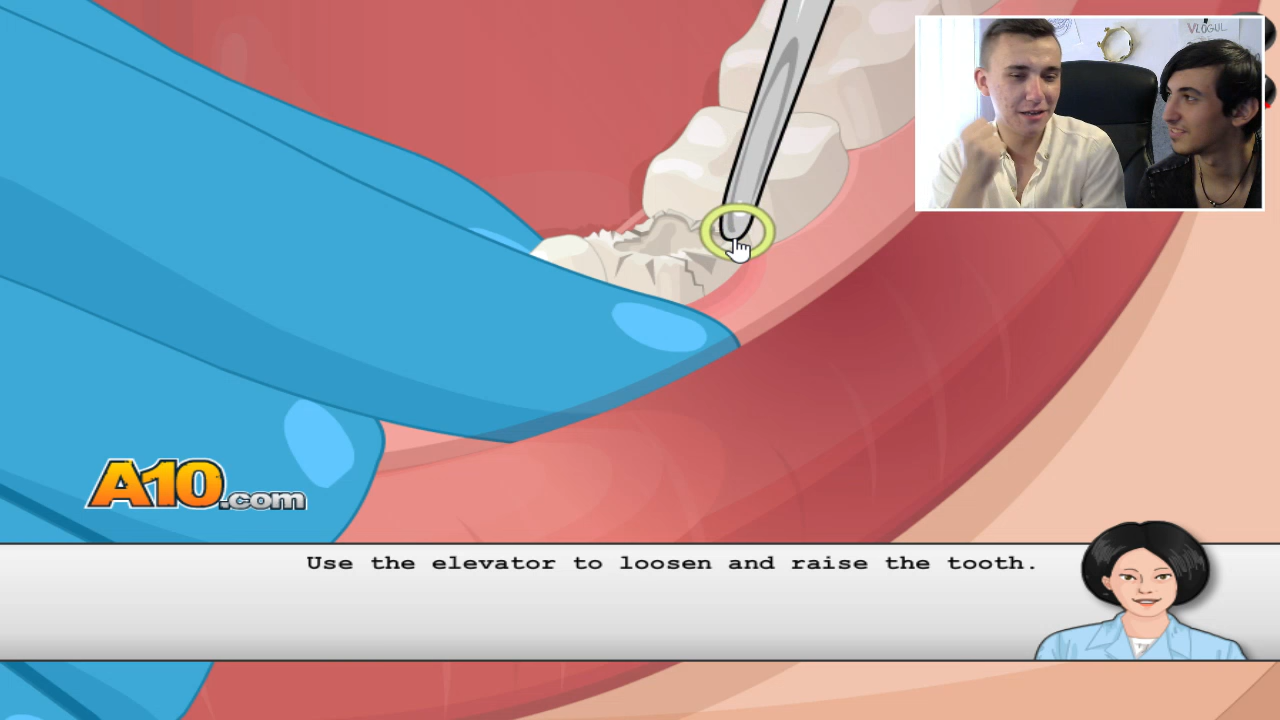 VLOGUL
A10.com
Use the elevator to loosen and raise the tooth.